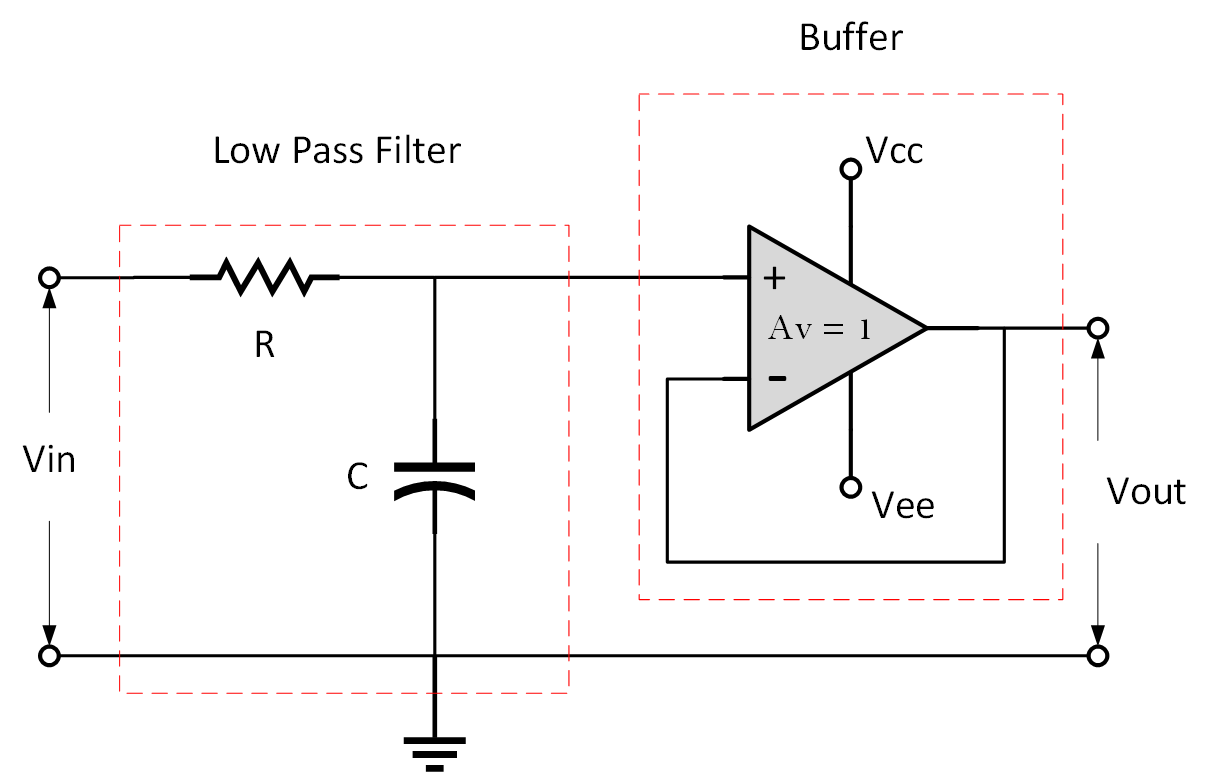 Buffer
Low Pass Filter
Vcc
+
Av = 1
R
-
Vin
C
Vee
Vout